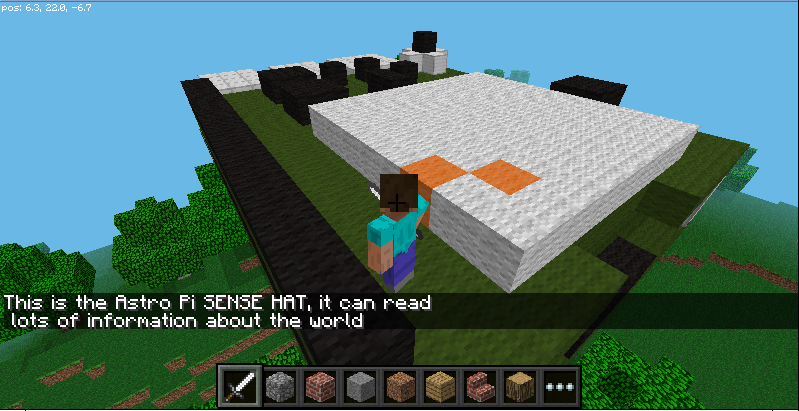 pos: 6.3, 22.0, -6.7
This is the Astro Pi SENSE HAT, it can read
lots of information about the world